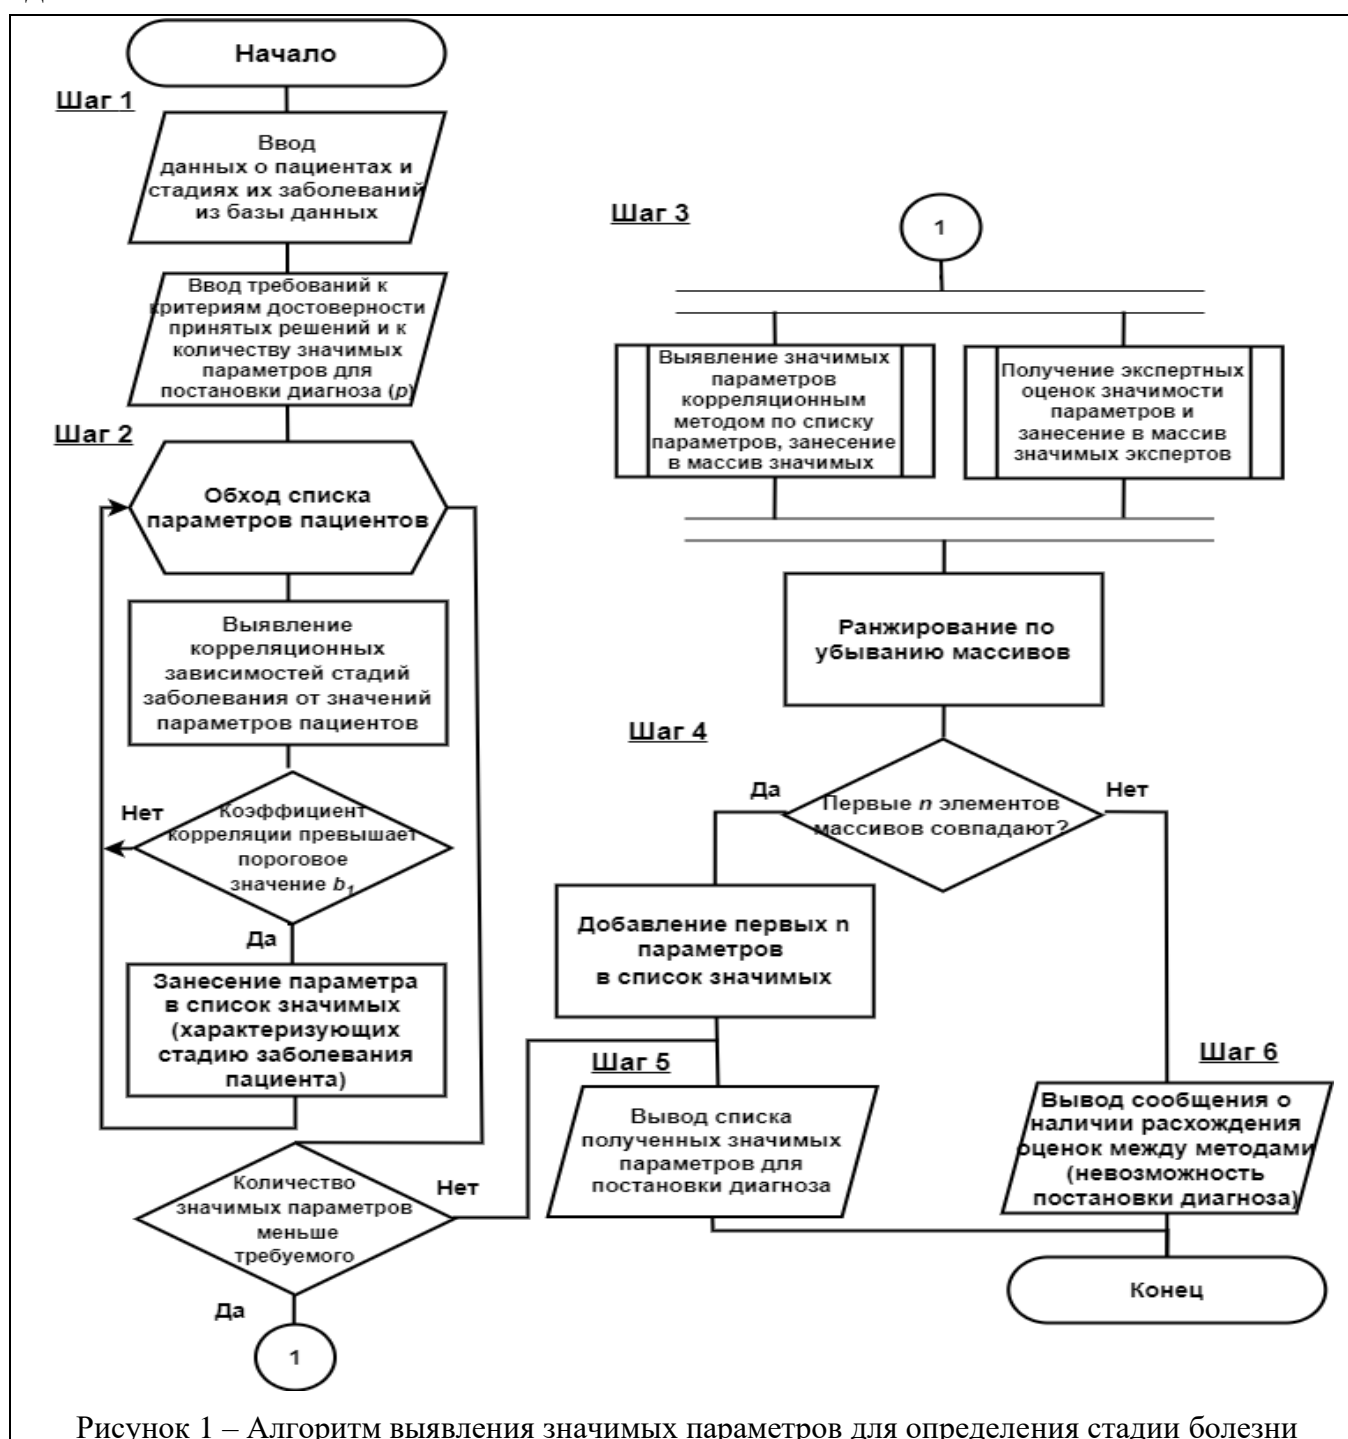 Начало
Шаг 1
Ввод
данных о пациентах и
стадиях их заболеваний
из базы данных
Ввод требований к
критериям достоверности
принятых решений и к
количеству значимых
параметров для
постановки диагноза (p)
Шаг 2
Обход списка
параметров пациентов
Выявление
корреляционных
зависимостей стадий
заболевания от значений
параметров пациентов
Нет
Коэффициент
корреляции превышает
пороговое
значение b1
Да
Занесение параметра
в список значимых
(характеризующих
стадию заболевания
пациента)
Количество
значимых параметров
меньше
требуемого
Нет
Да
1
Шаг 3
1
Выявление значимых
параметров
корреляционным
методом по списку
параметров, занесение
в массив значимых
Получение экспертных
оценок значимости
параметров и
занесение в массив
значимых экспертов
Ранжирование по
убыванию массивов
Шаг 4
Да
Нет
Первые n элементов
массивов совпадают?
Добавление первых n
параметров
в список значимых
Шаг 5
Вывод списка
полученных значимых
параметров для
постановки диагноза
Шаг 6
Вывод сообщения о
наличии расхождения
оценок между методами
(невозможность
постановки диагноза)
Конец
Рисунок 1 – Алгоритм выявления значимых параметров для определения стадии болезни